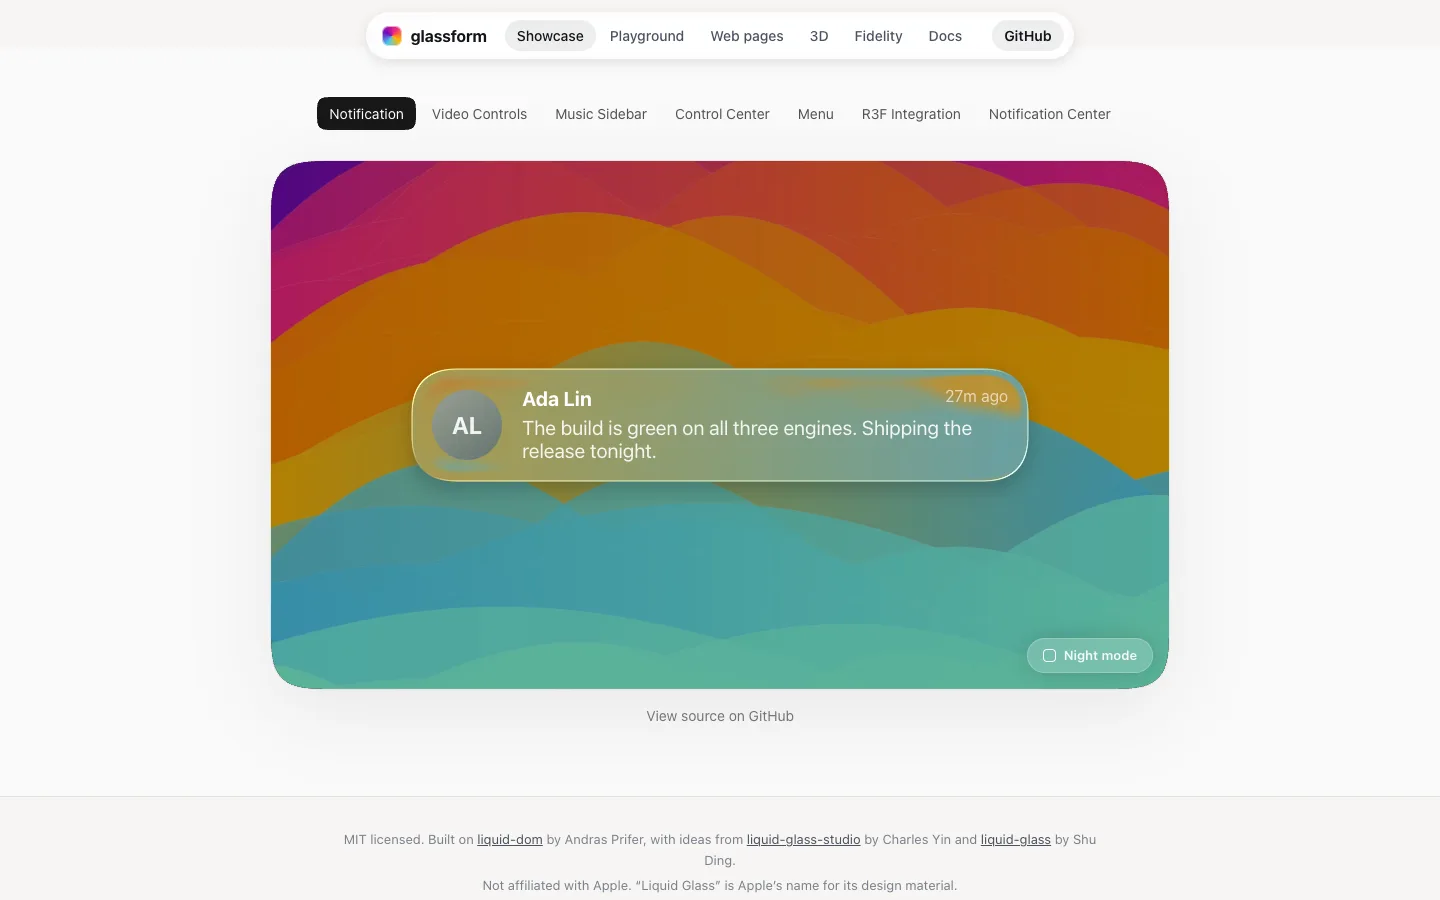 glassform Showcase Playground Web pages 3D Fidelity Docs GitHub
Notification Video Controls Music Sidebar Control Center Menu R3F Integration Notification Center
AL
Ada Lin
27m ago
The build is green on all three engines. Shipping the
release tonight.
Night mode
View source on GitHub
MIT licensed. Built on liquid-dom by Andras Prifer, with ideas from liquid-glass-studio by Charles Yin and liquid-glass by Shu
Ding.
Not affiliated with Apple. “Liquid Glass” is Apple’s name for its design material.